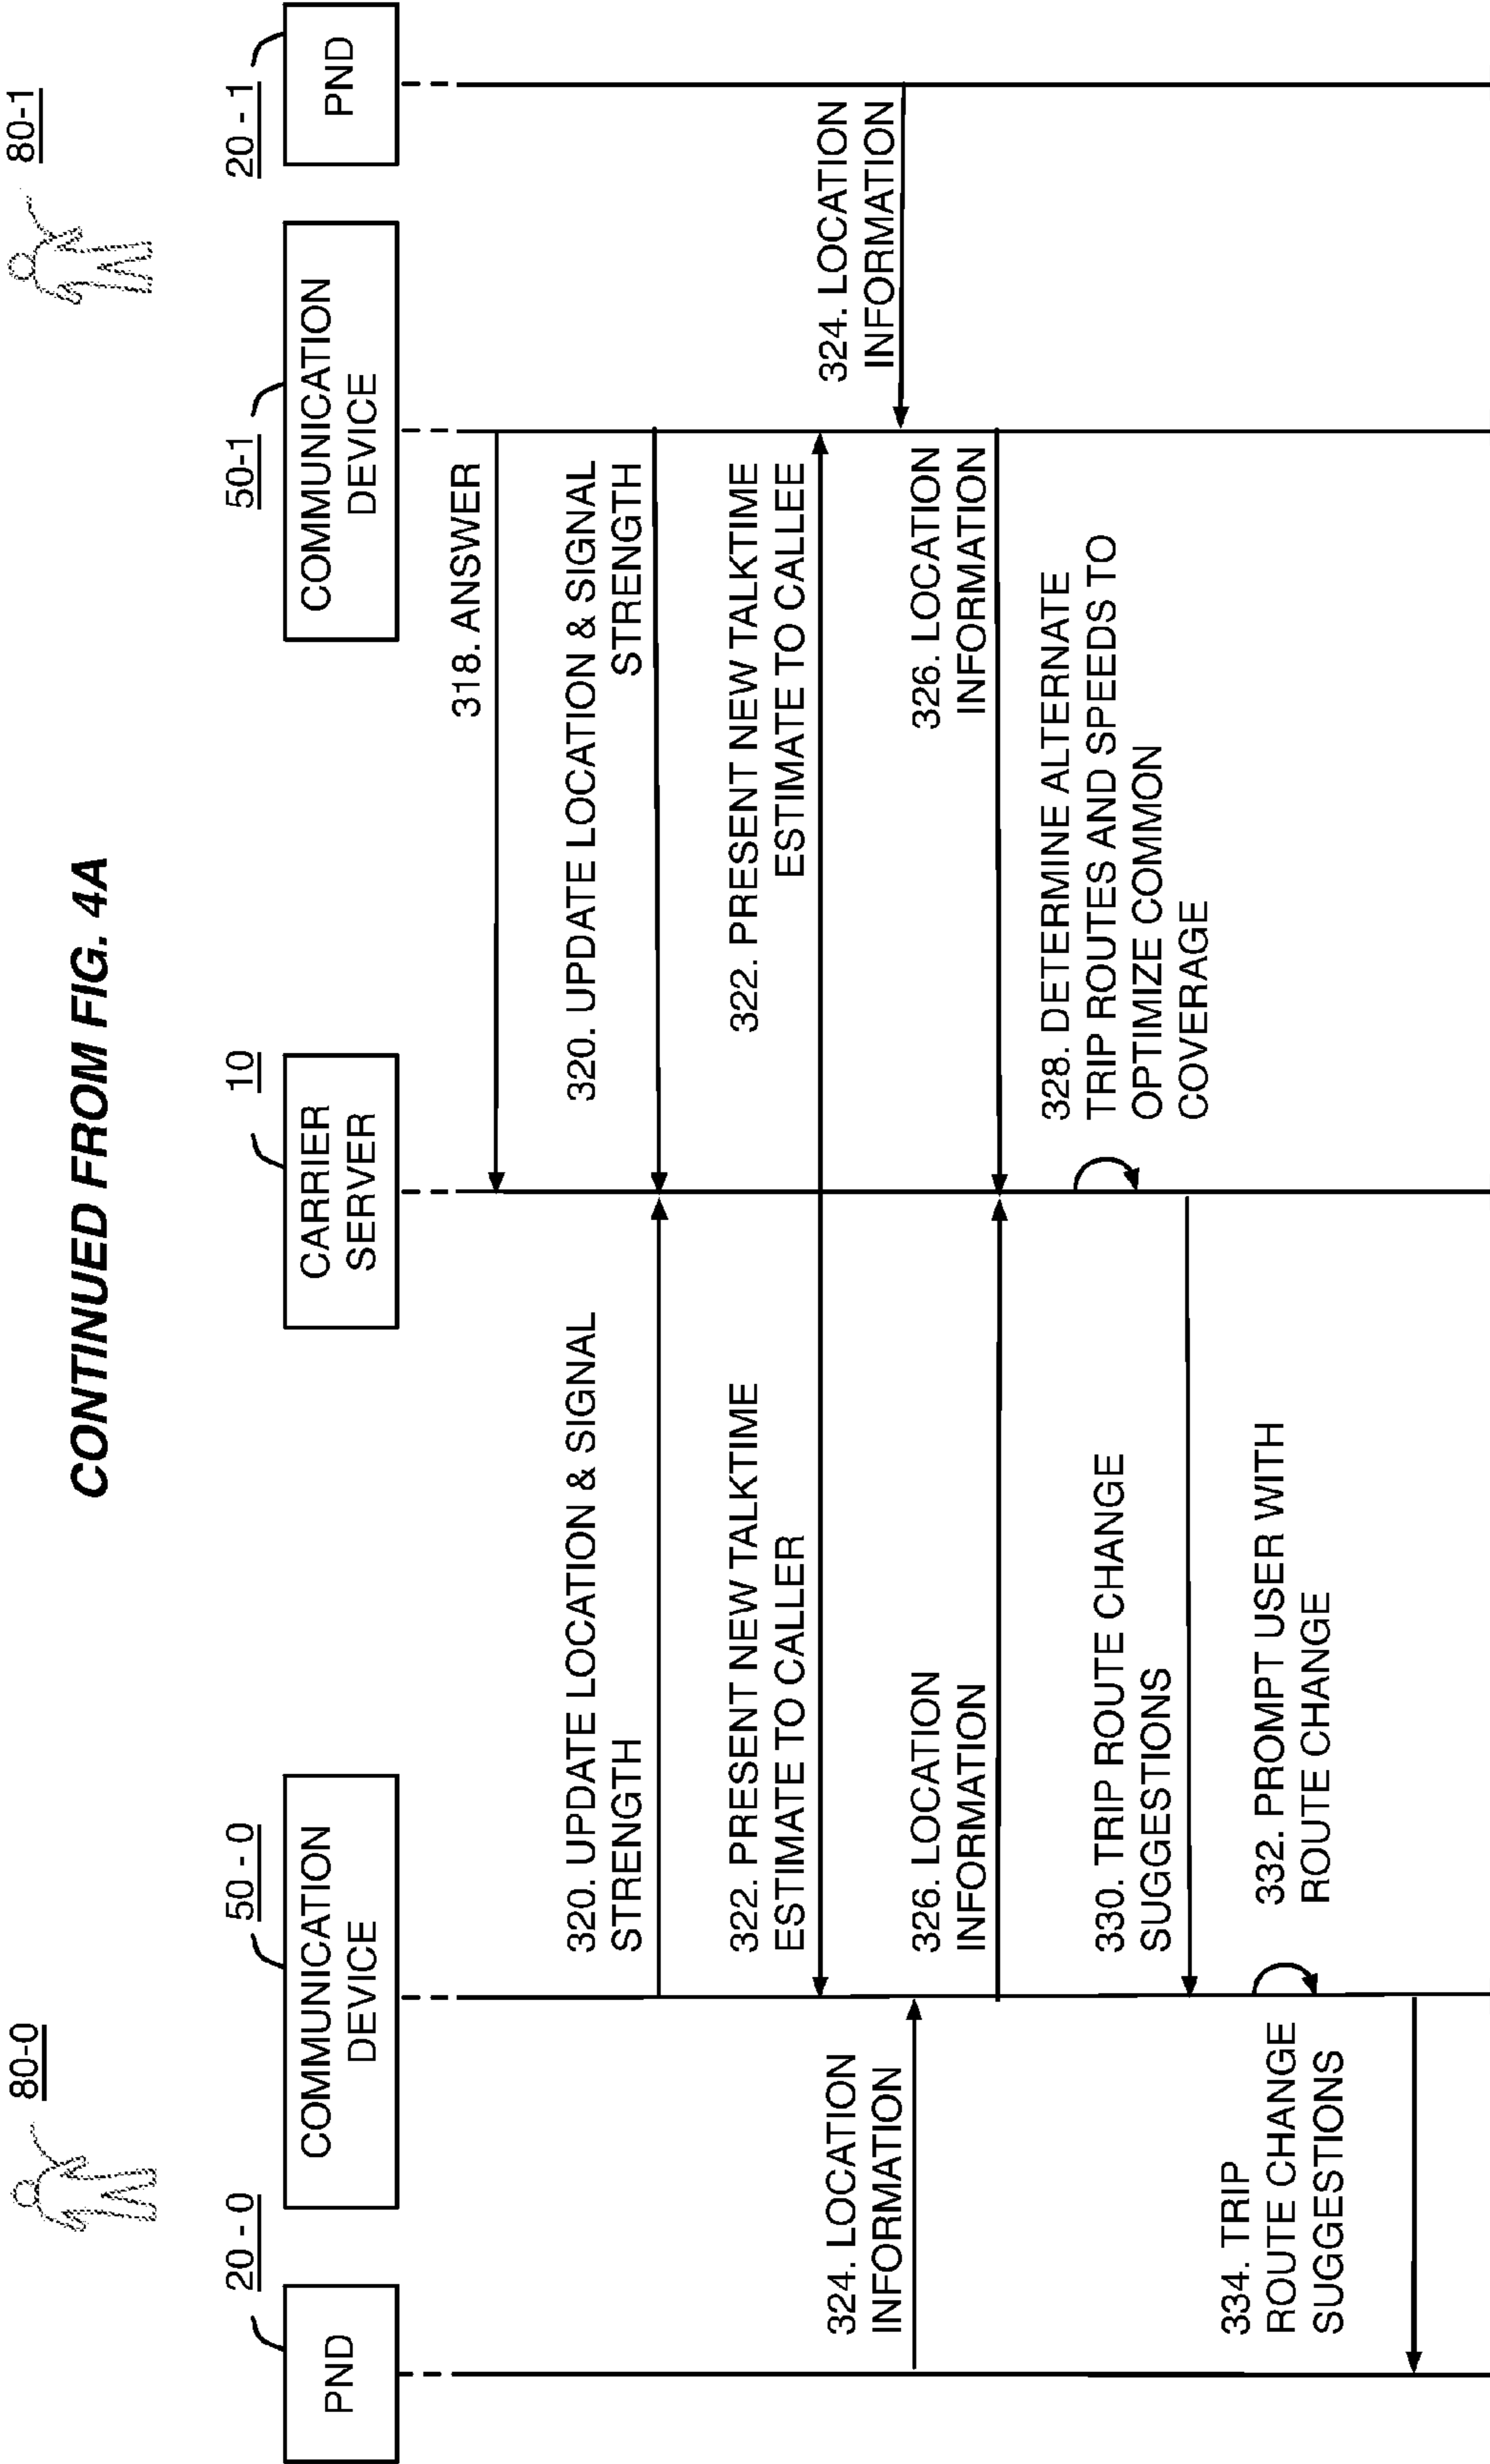 CONTINUED FROM FIG. 4A
80-0
80-1
20 - 0
50 - 0
10
50-1
20 - 1
PND
COMMUNICATION
DEVICE
CARRIER
SERVER
COMMUNICATION
DEVICE
PND
318. ANSWER
320. UPDATE LOCATION & SIGNAL
STRENGTH
320. UPDATE LOCATION & SIGNAL
STRENGTH
322. PRESENT NEW TALKTIME
ESTIMATE TO CALLER
322. PRESENT NEW TALKTIME
ESTIMATE TO CALLEE
324. LOCATION
INFORMATION
324. LOCATION
INFORMATION
326. LOCATION
INFORMATION
326. LOCATION
INFORMATION
328. DETERMINE ALTERNATE
TRIP ROUTES AND SPEEDS TO
OPTIMIZE COMMON
COVERAGE
330. TRIP ROUTE CHANGE
SUGGESTIONS
332. PROMPT USER WITH
ROUTE CHANGE
334. TRIP
ROUTE CHANGE
SUGGESTIONS